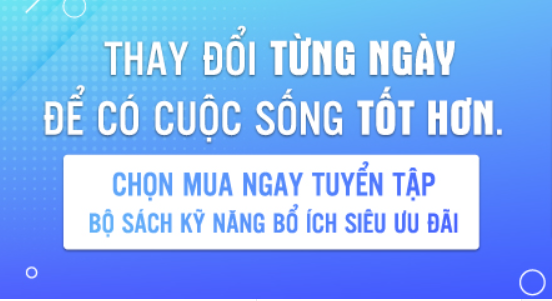 THAY ĐỔI TỪNG NGÀY
ĐỂ CÓ CUỘC SỐNG TỐT HƠN.
CHỌN MUA NGAY TUYỂN TẬP
BỘ SÁCH KỸ NĂNG BỔ ÍCH SIÊU ƯU ĐÃI